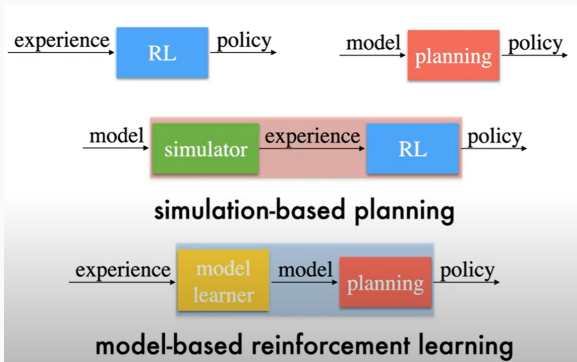 experience RL policy
model planning policy
model simulator experience RL policy
simulation-based planning
experience model learner model planning policy
model-based reinforcement learning